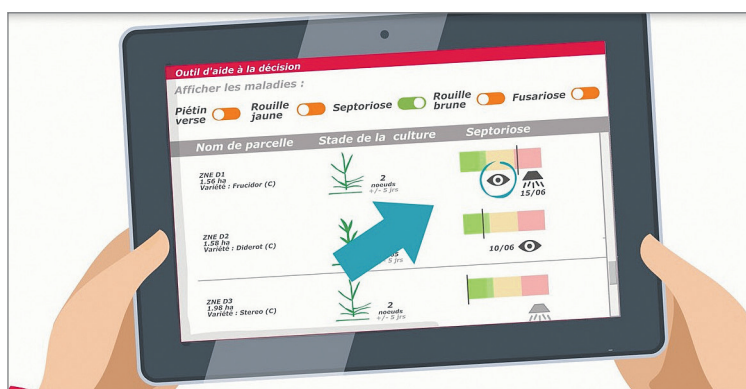 Outil d'aide à la décision
Afficher les maladies :
Piétin verse
Rouille jaune
Septoriose
Rouille brune
Fusariose
Nom de parcelle Stade de la culture Septoriose
ZNE D1
1.56 ha
Variété : Frucidor (C)
2
noeuds
+/- 5 jrs
15/06
ZNE D2
1.58 ha
Variété : Diderot (C)
5 jrs
10/06
ZNE D3
1.98 ha
Variété : Stereo (C)
2
noeuds
+/- 5 jrs